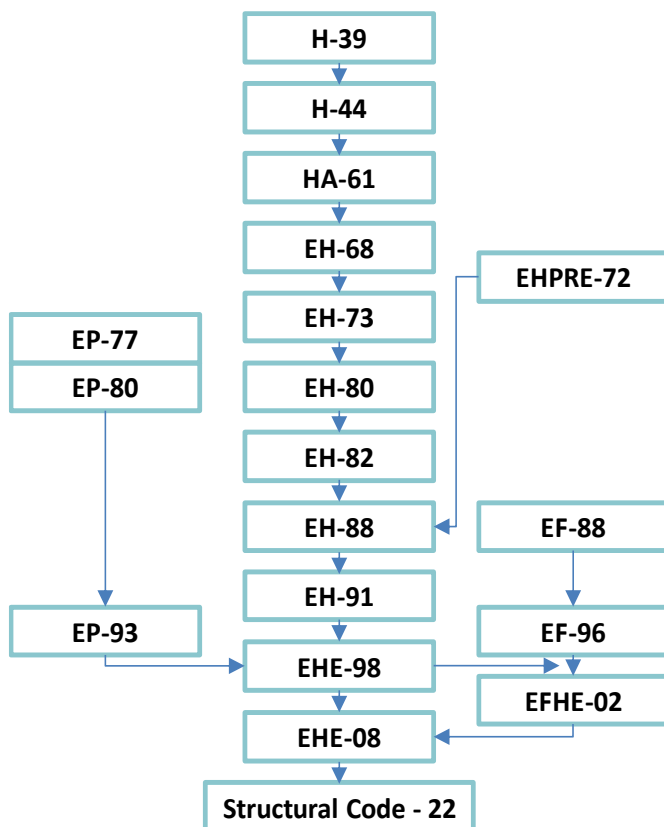 H-39
H-44
HA-61
EH-68
EHPRE-72
EH-73
EP-77
EP-80
EH-80
EH-82
EH-88
EF-88
EH-91
EP-93
EF-96
EHE-98
EFHE-02
EHE-08
Structural Code - 22